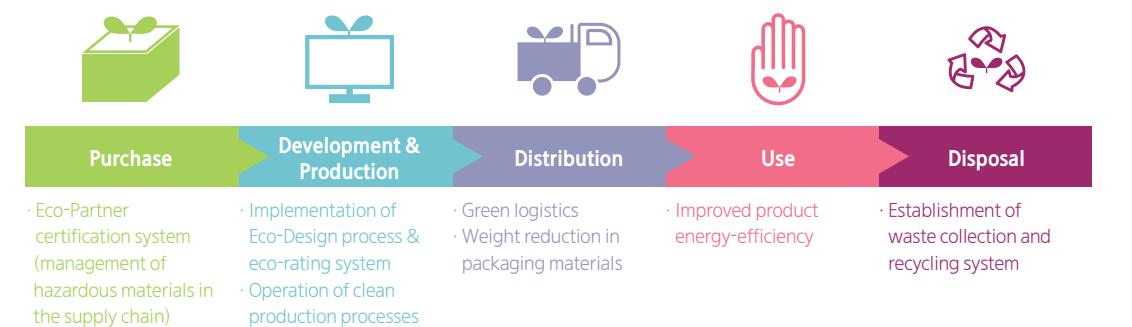 Purchase
Development &
Production
Distribution
Use
Disposal
· Eco-Partner
certification system
(management of
hazardous materials in
the supply chain)
· Implementation of
Eco-Design process &
eco-rating system
· Operation of clean
production processes
· Green logistics
· Weight reduction in
packaging materials
· Improved product
energy-efficiency
· Establishment of
waste collection and
recycling system